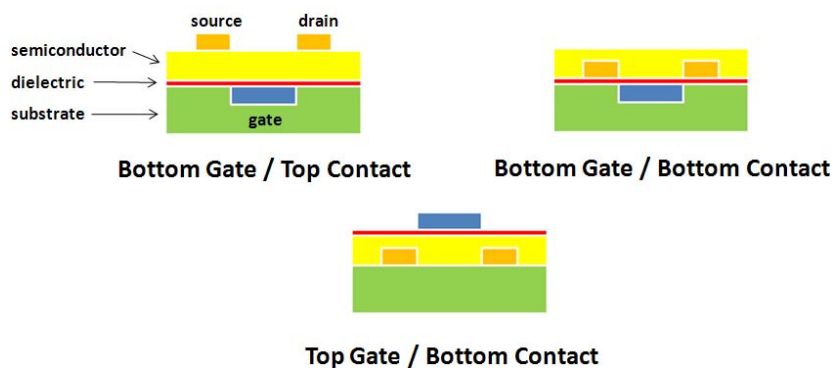 source drain
semiconductor
dielectric
substrate
gate
Bottom Gate / Top Contact
Bottom Gate / Bottom Contact
Top Gate / Bottom Contact